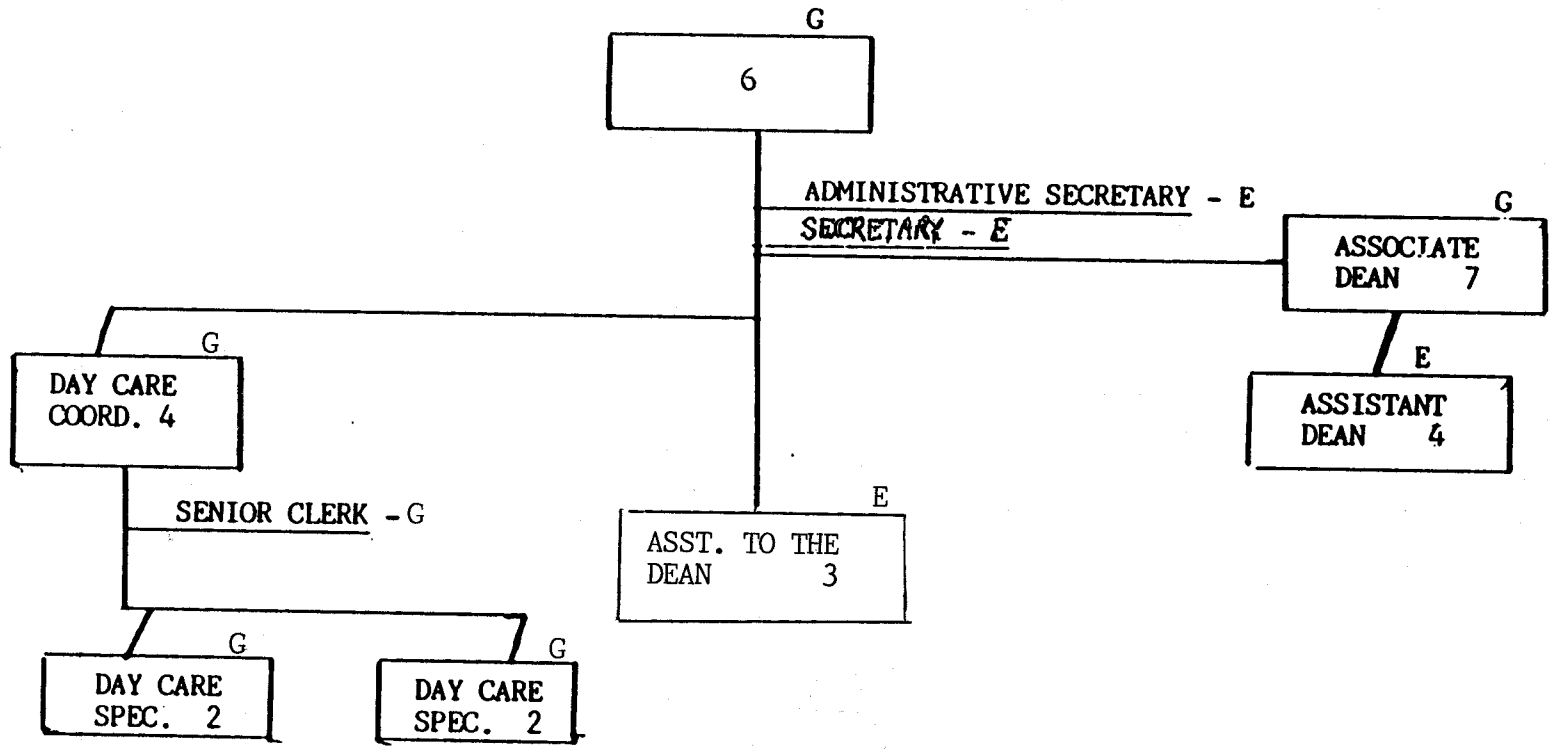 G
6
ADMINISTRATIVE SECRETARY - E
SECRETARY - E
G
ASSOCIATE
DEAN 7
E
ASSISTANT
DEAN 4
G
DAY CARE
COORD. 4
SENIOR CLERK - G
E
ASST. TO THE
DEAN 3
G
DAY CARE
SPEC. 2
G
DAY CARE
SPEC. 2